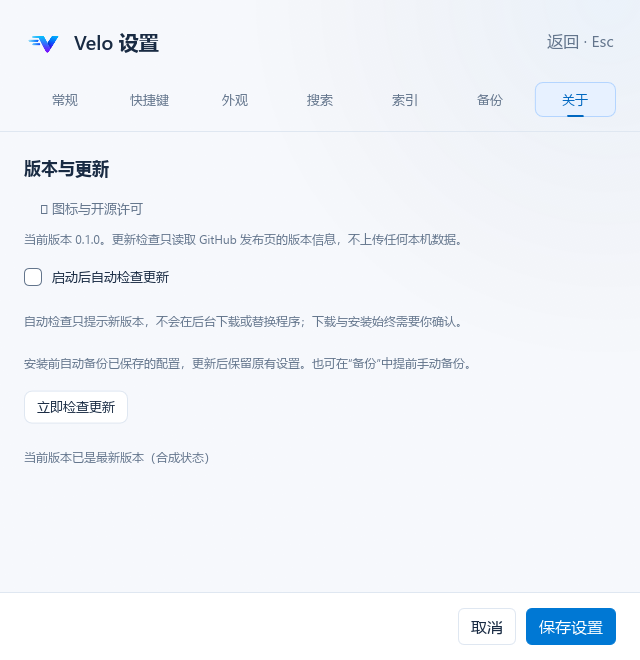 Velo 设置
返回 · Esc
常规 快捷键 外观 搜索 索引 备份 关于
版本与更新
图标与开源许可
当前版本 0.1.0。更新检查只读取 GitHub 发布页的版本信息，不上传任何本机数据。
启动后自动检查更新
自动检查只提示新版本，不会在后台下载或替换程序；下载与安装始终需要你确认。
安装前自动备份已保存的配置，更新后保留原有设置。也可在“备份”中提前手动备份。
立即检查更新
当前版本已是最新版本（合成状态）
取消 保存设置